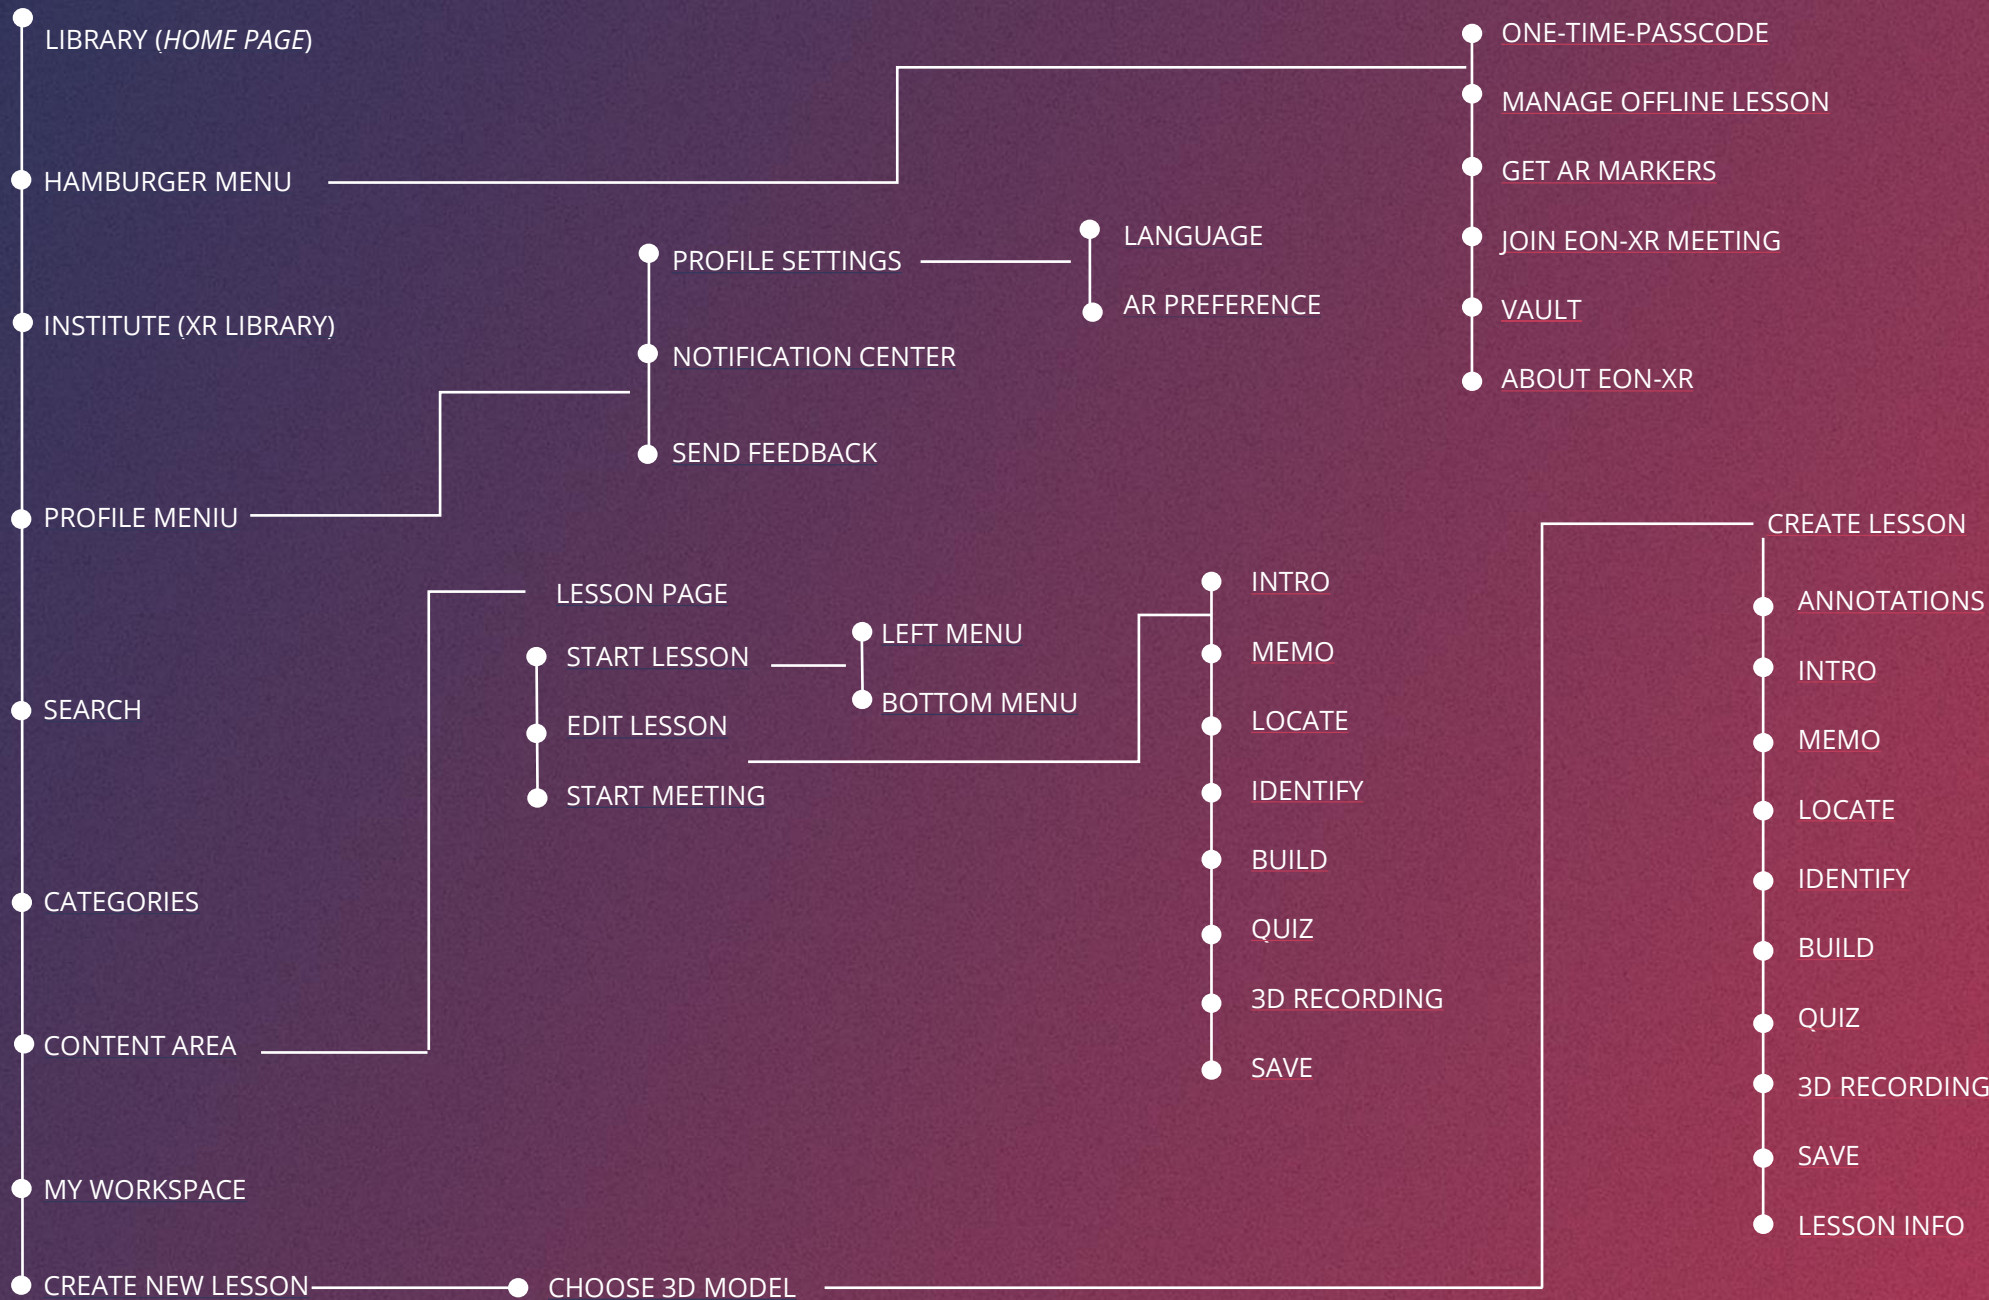 LIBRARY (HOME PAGE)
HAMBURGER MENU
INSTITUTE (XR LIBRARY)
PROFILE MENIU
SEARCH
CATEGORIES
CONTENT AREA
MY WORKSPACE
CREATE NEW LESSON
ONE-TIME-PASSCODE
MANAGE OFFLINE LESSON
GET AR MARKERS
JOIN EON-XR MEETING
VAULT
ABOUT EON-XR
PROFILE SETTINGS
NOTIFICATION CENTER
SEND FEEDBACK
LANGUAGE
AR PREFERENCE
LESSON PAGE
START LESSON
EDIT LESSON
START MEETING
LEFT MENU
BOTTOM MENU
INTRO
MEMO
LOCATE
IDENTIFY
BUILD
QUIZ
3D RECORDING
SAVE
CHOOSE 3D MODEL
CREATE LESSON
ANNOTATIONS
INTRO
MEMO
LOCATE
IDENTIFY
BUILD
QUIZ
3D RECORDING
SAVE
LESSON INFO